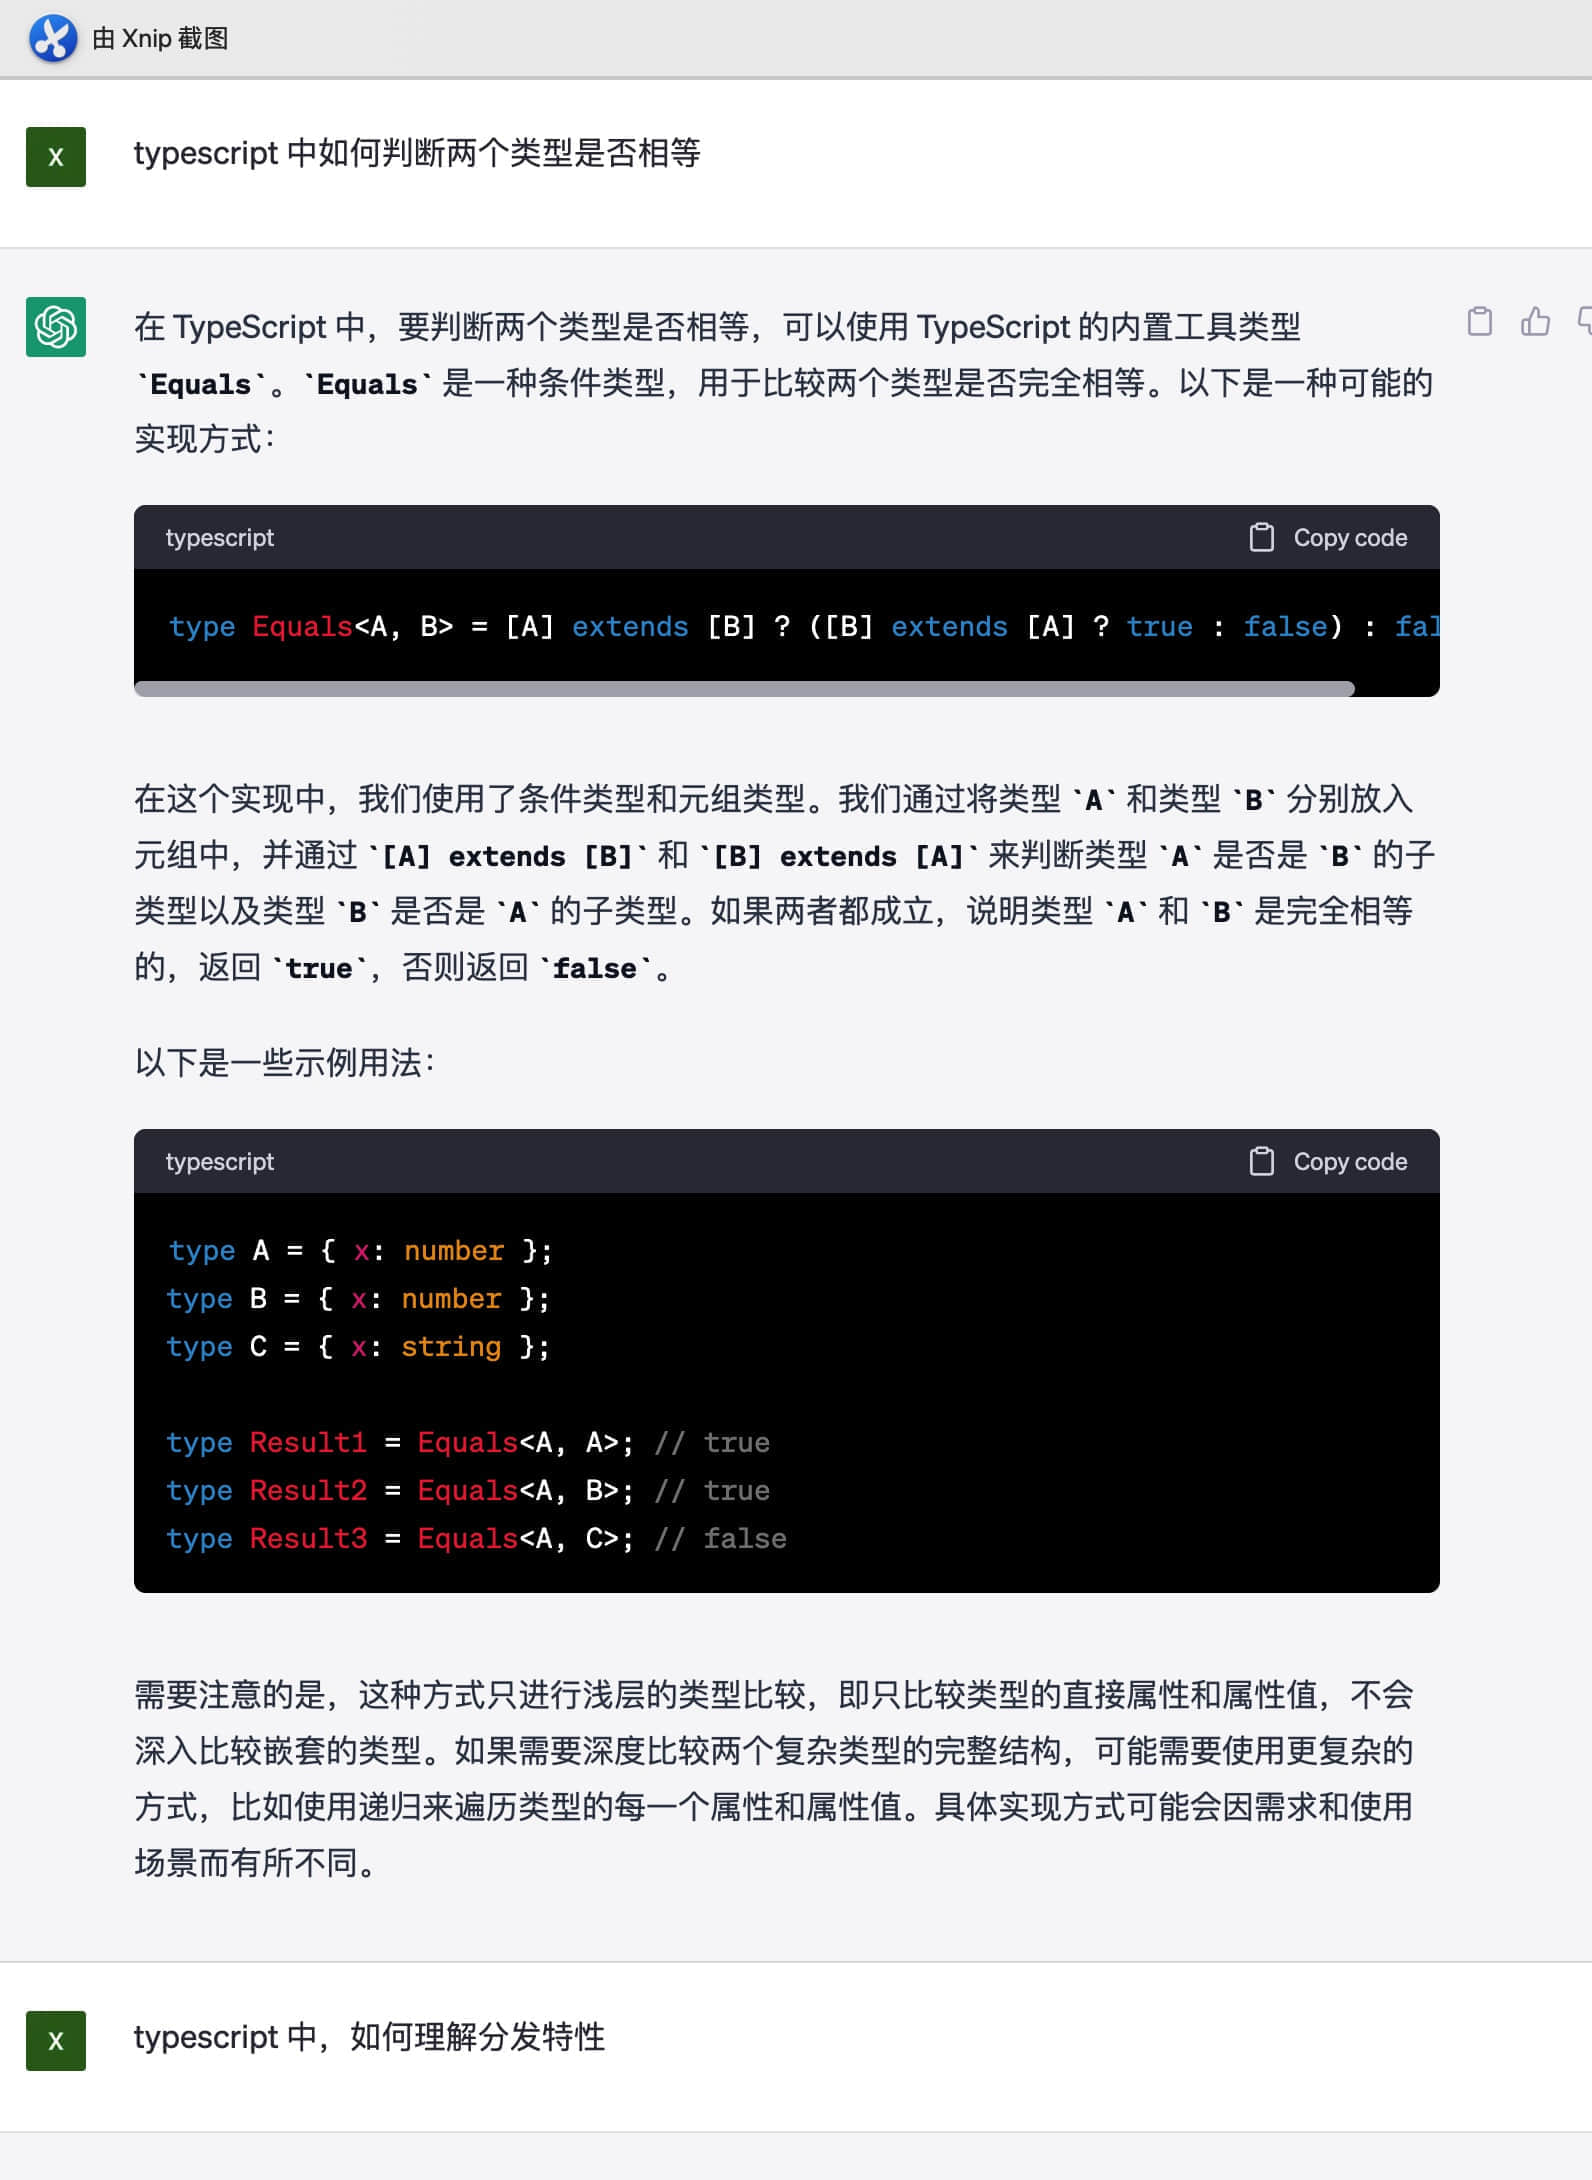 由 Xnip 截图
X
typescript 中如何判断两个类型是否相等
在 TypeScript 中，要判断两个类型是否相等，可以使用 TypeScript 的内置工具类型
`Equals`。`Equals` 是一种条件类型，用于比较两个类型是否完全相等。以下是一种可能的
实现方式：
typescript
Copy code
type Equals<A, B> = [A] extends [B] ? ([B] extends [A] ? true : false) : fal
在这个实现中，我们使用了条件类型和元组类型。我们通过将类型 `A` 和类型 `B` 分别放入
元组中，并通过 `[A] extends [B]` 和 `[B] extends [A]` 来判断类型 `A` 是否是 `B` 的子
类型以及类型 `B` 是否是 `A` 的子类型。如果两者都成立，说明类型 `A` 和 `B` 是完全相等
的，返回 `true`，否则返回 `false`。
以下是一些示例用法：
typescript
Copy code
type A = { x: number };
type B = { x: number };
type C = { x: string };
type Result1 = Equals<A, A>; // true
type Result2 = Equals<A, B>; // true
type Result3 = Equals<A, C>; // false
需要注意的是，这种方式只进行浅层的类型比较，即只比较类型的直接属性和属性值，不会
深入比较嵌套的类型。如果需要深度比较两个复杂类型的完整结构，可能需要使用更复杂的
方式，比如使用递归来遍历类型的每一个属性和属性值。具体实现方式可能会因需求和使用
场景而有所不同。
X
typescript 中，如何理解分发特性